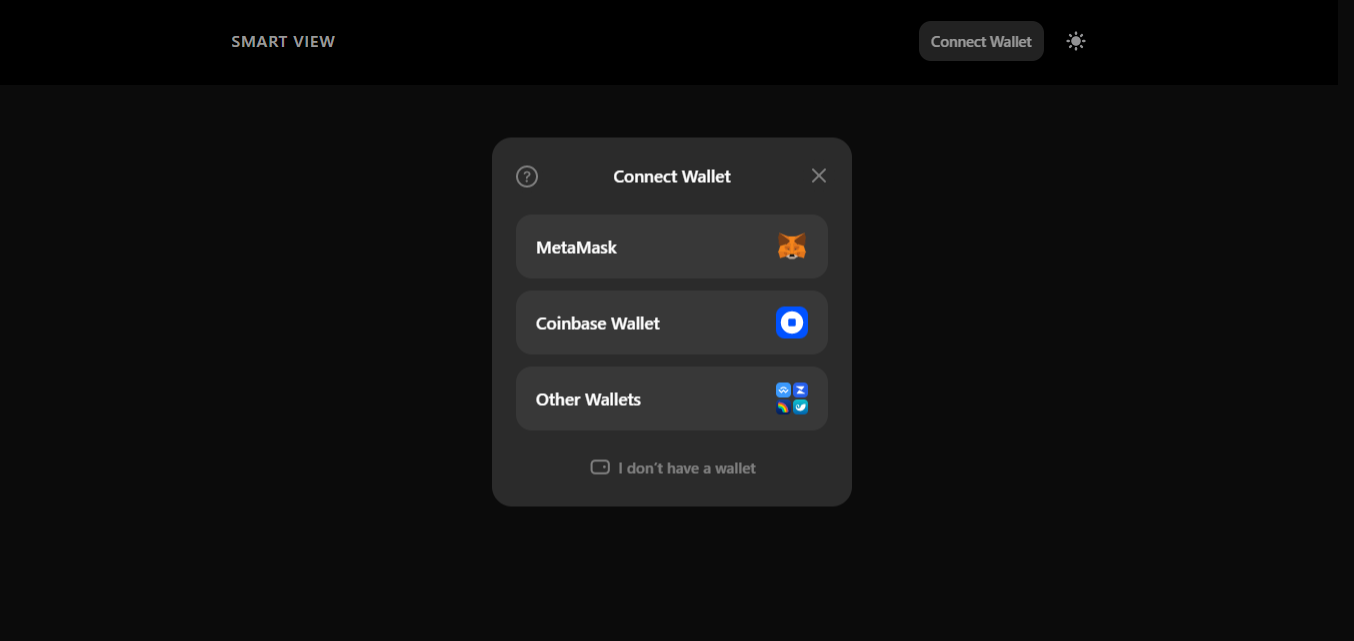 SMART VIEW
Connect Wallet
Connect Wallet
MetaMask
Coinbase Wallet
Other Wallets
I don't have a wallet